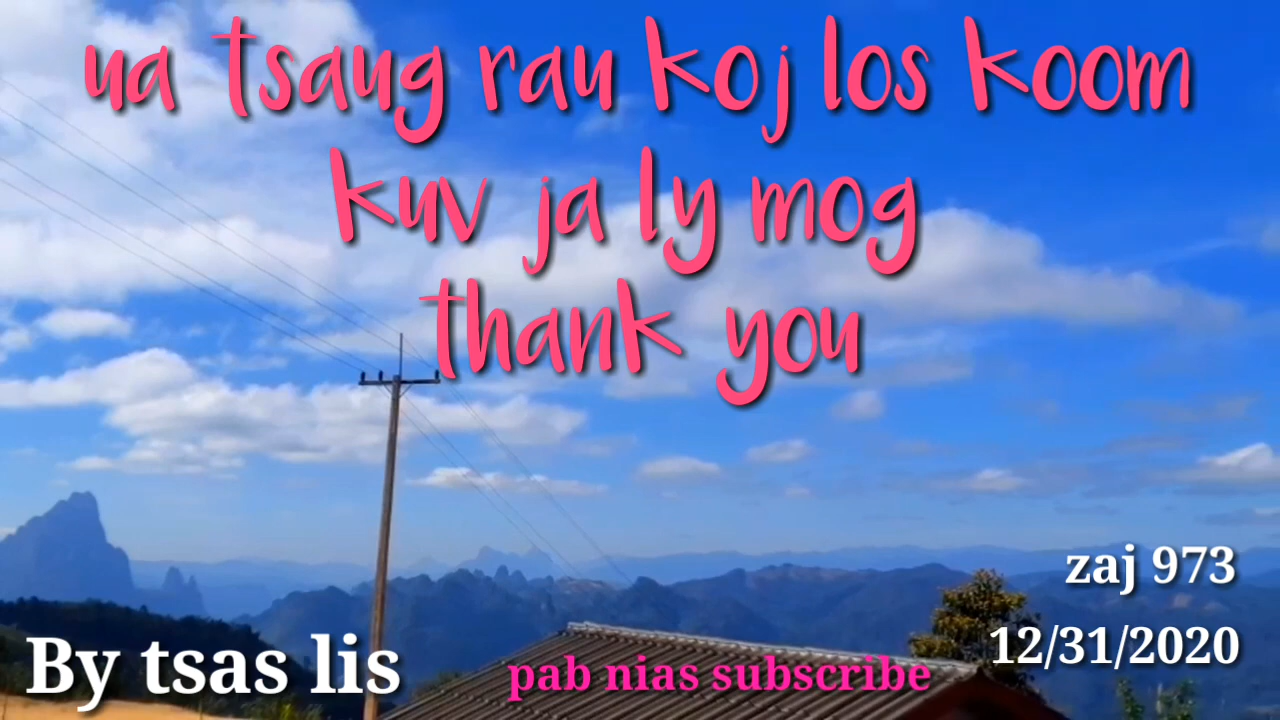 ua tsaug rau koj los koom
kuv ja ly mog
thank you
zaj 973
12/31/2020
By tsas lis
pab nias subscribe